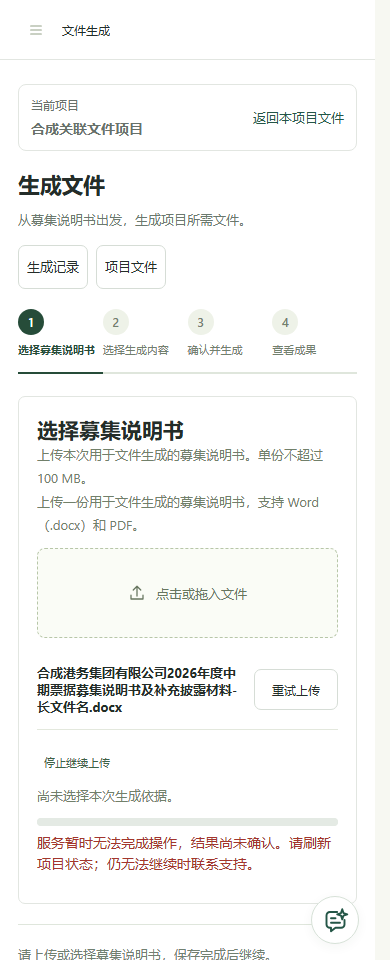 文件生成
当前项目
合成关联文件项目
返回本项目文件
生成文件
从募集说明书出发，生成项目所需文件。
生成记录
项目文件
1
2
3
4
选择募集说明书
选择生成内容
确认并生成
查看成果
选择募集说明书
上传本次用于文件生成的募集说明书。单份不超过
100 MB。
上传一份用于文件生成的募集说明书，支持 Word
（.docx）和 PDF。
点击或拖入文件
合成港务集团有限公司2026年度中
期票据募集说明书及补充披露材料-
长文件名.docx
重试上传
停止继续上传
尚未选择本次生成依据。
服务暂时无法完成操作，结果尚未确认。请刷新
项目状态；仍无法继续时联系支持。
请上传或选择募集说明书，保存完成后继续。